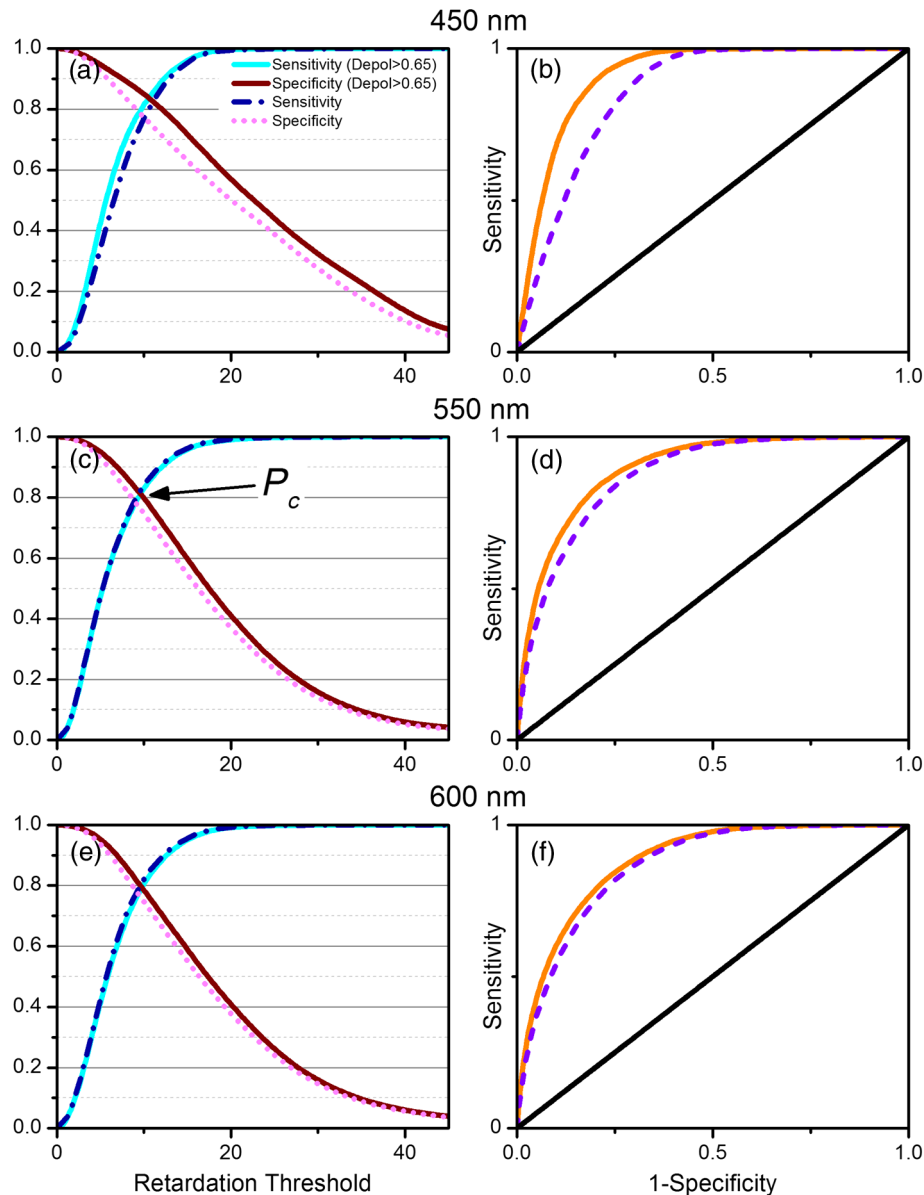 450 nm
1.0
0.8
0.6
0.4
0.2
0.0
(a)
Sensitivity (Depol>0.65)
Specificity (Depol>0.65)
Sensitivity
Specificity
0
20
40
1
Sensitivity
0
(b)
0.0
0.5
1.0
550 nm
1.0
0.8
0.6
0.4
0.2
0.0
(c)
Pc
0
20
40
1
Sensitivity
0
(d)
0.0
0.5
1.0
600 nm
1.0
0.8
0.6
0.4
0.2
0.0
(e)
0
20
40
Retardation Threshold
1
Sensitivity
0
(f)
0.0
0.5
1.0
1-Specificity